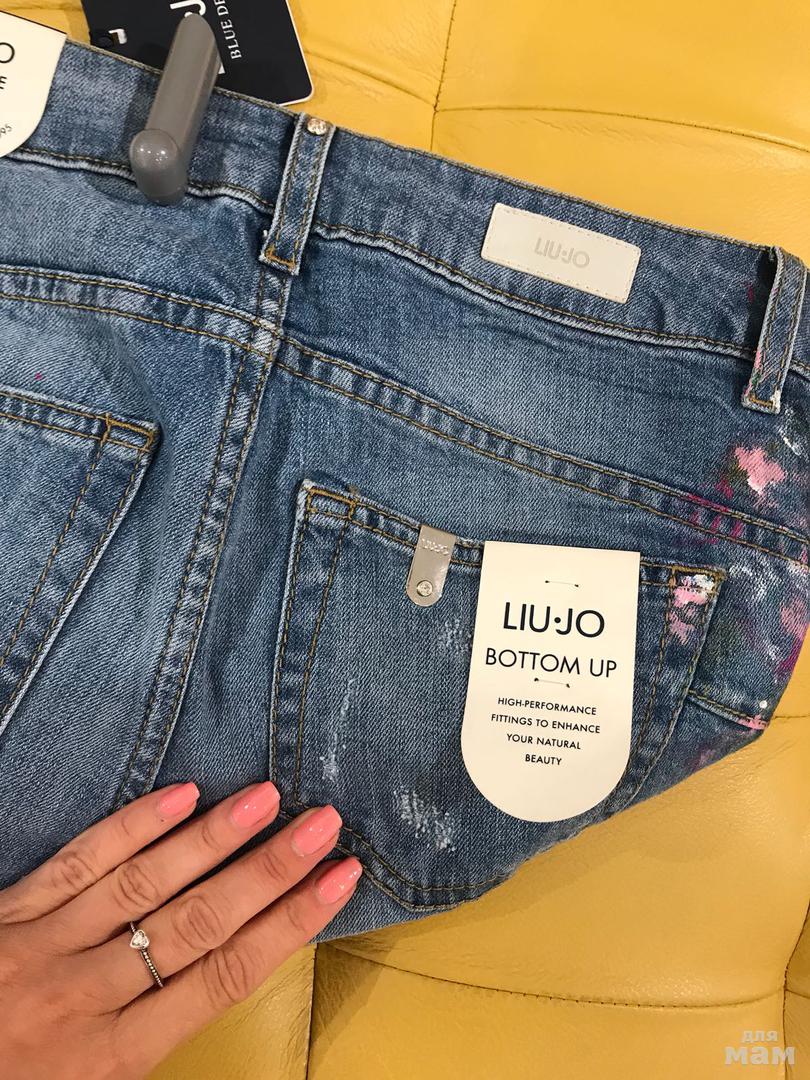 BLUE DE
LIU·JO
LIU·JO
LIU·JO
BOTTOM UP
HIGH-PERFORMANCE
FITTINGS TO ENHANCE
YOUR NATURAL
BEAUTY
для
мам